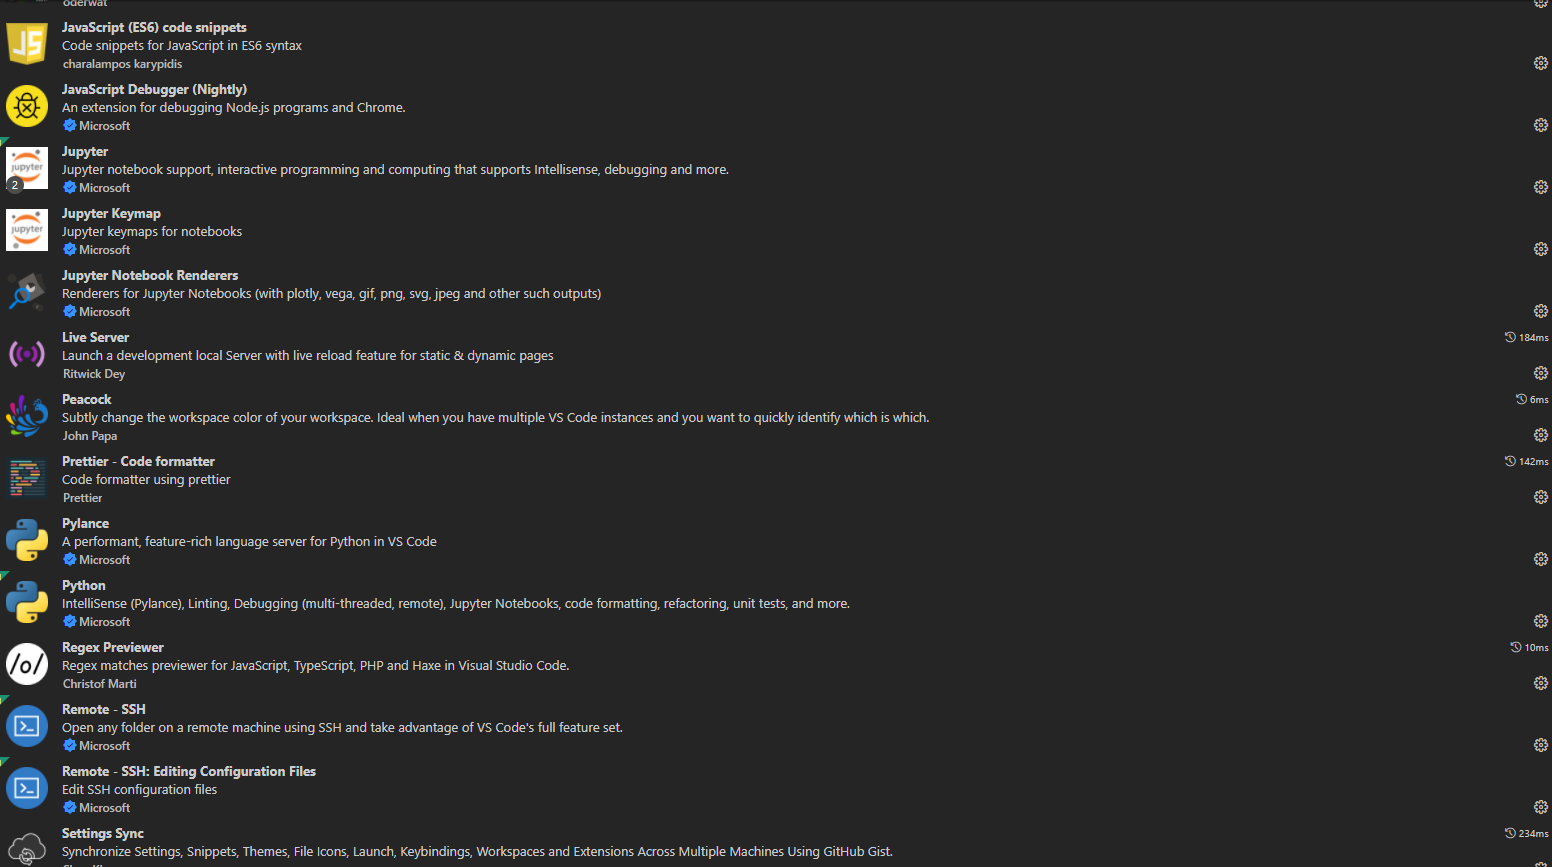 oderwat
JavaScript (ES6) code snippets
Code snippets for JavaScript in ES6 syntax
charalampos karypidis
JavaScript Debugger (Nightly)
An extension for debugging Node.js programs and Chrome.
Microsoft
Jupyter
Jupyter notebook support, interactive programming and computing that supports Intellisense, debugging and more.
jupyter
2
Microsoft
Jupyter Keymap
Jupyter keymaps for notebooks
jupyter
Microsoft
Jupyter Notebook Renderers
Renderers for Jupyter Notebooks (with plotly, vega, gif, png, svg, jpeg and other such outputs)
Microsoft
Live Server 184ms
Launch a development local Server with live reload feature for static & dynamic pages
Ritwick Dey
Peacock 6ms
Subtly change the workspace color of your workspace. Ideal when you have multiple VS Code instances and you want to quickly identify which is which.
John Papa
Prettier - Code formatter 142ms
Code formatter using prettier
Prettier
Pylance
A performant, feature-rich language server for Python in VS Code
Microsoft
Python
IntelliSense (Pylance), Linting, Debugging (multi-threaded, remote), Jupyter Notebooks, code formatting, refactoring, unit tests, and more.
Microsoft
Regex Previewer 10ms
/o/
Regex matches previewer for JavaScript, TypeScript, PHP and Haxe in Visual Studio Code.
Christof Marti
Remote - SSH
Open any folder on a remote machine using SSH and take advantage of VS Code's full feature set.
Microsoft
Remote - SSH: Editing Configuration Files
Edit SSH configuration files
Microsoft
Settings Sync 234ms
Synchronize Settings, Snippets, Themes, File Icons, Launch, Keybindings, Workspaces and Extensions Across Multiple Machines Using GitHub Gist.